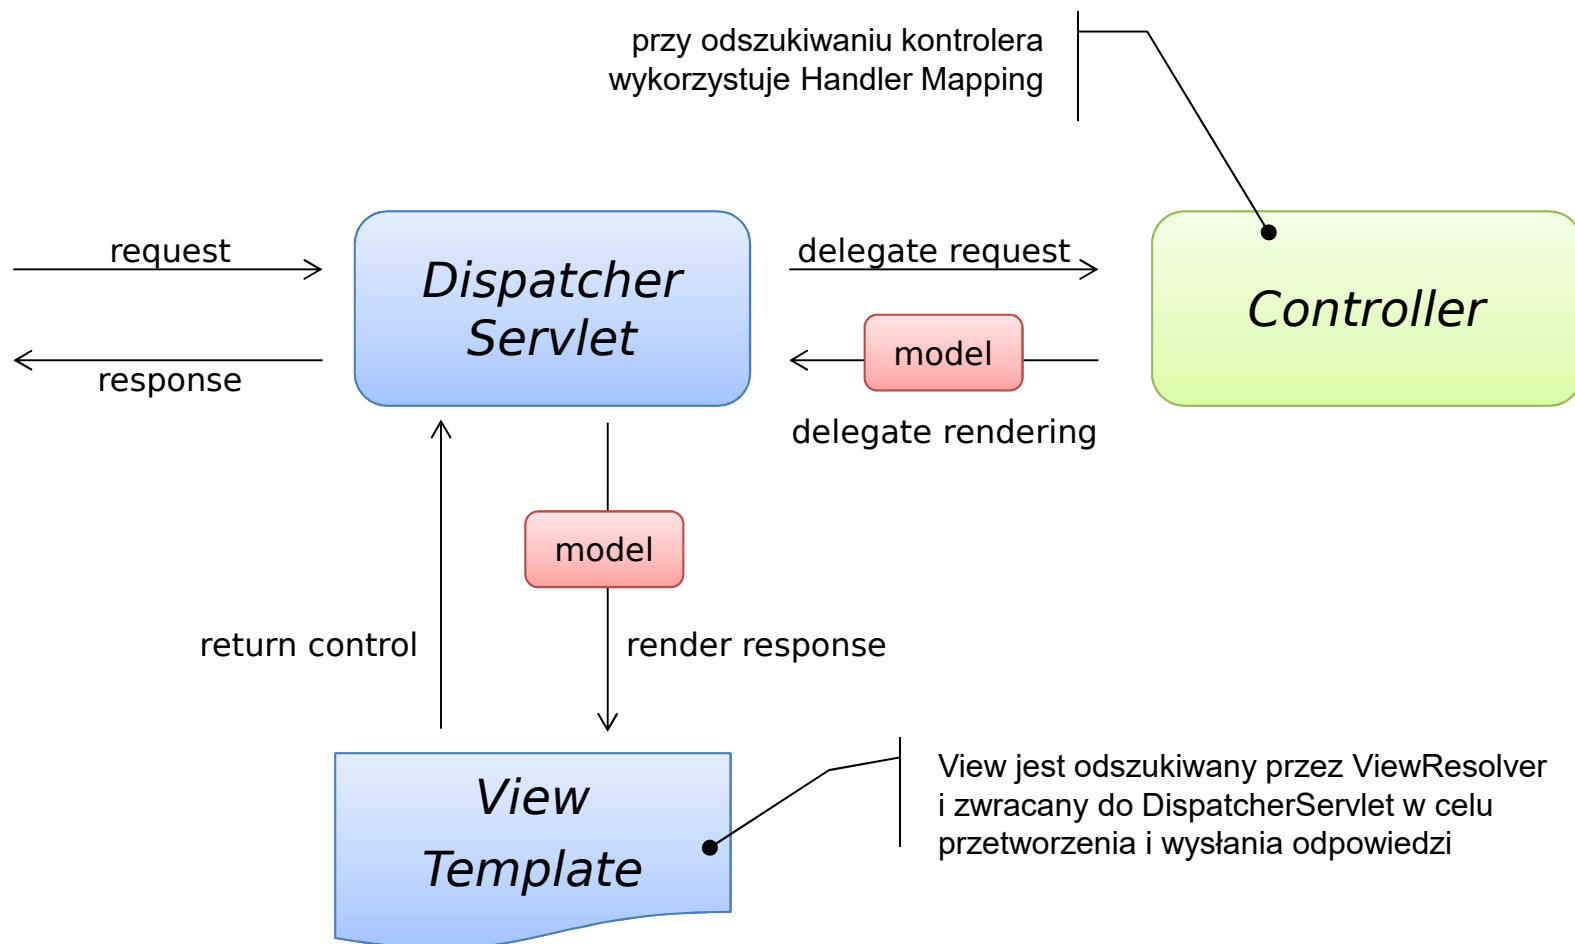 przy odszukiwaniu kontrolera
wykorzystuje Handler Mapping
request
Dispatcher
Servlet
delegate request
Controller
response
model
delegate rendering
model
return control
render response
View
Template
View jest odszukiwany przez ViewResolver
i zwracany do DispatcherServlet w celu
przetworzenia i wysłania odpowiedzi